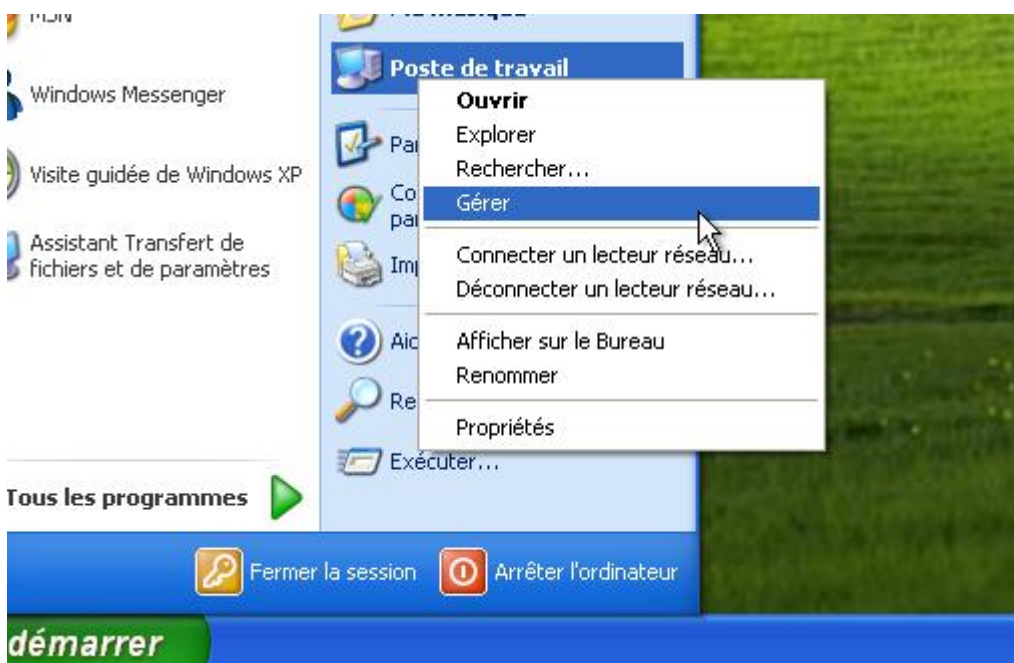 MSN
Windows Messenger
Visite guidée de Windows XP
Assistant Transfert de
fichiers et de paramètres
Tous les programmes
Poste de travail
Ouvrir
Explorer
Rechercher...
Gérer
Connecter un lecteur réseau...
Déconnecter un lecteur réseau...
Afficher sur le Bureau
Renommer
Propriétés
Exécuter...
Fermer la session
Arrêter l'ordinateur
démarrer